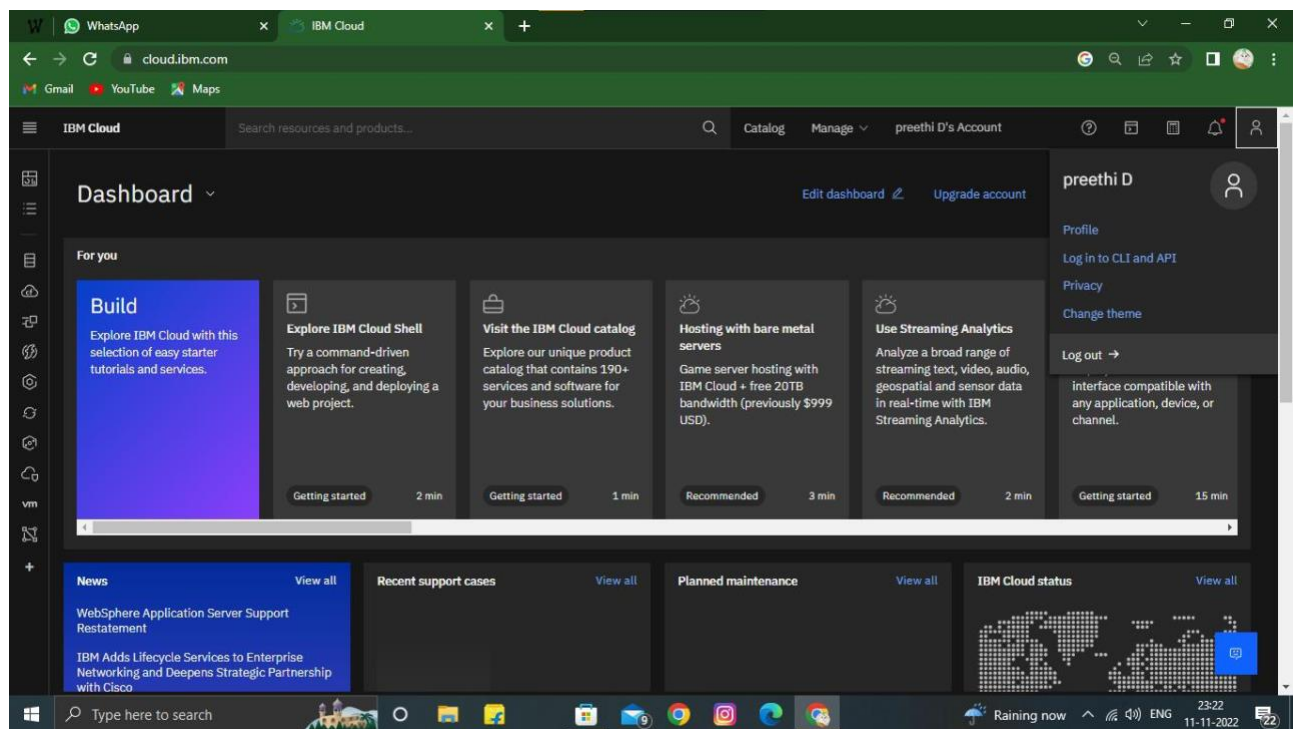 WhatsApp
IBM Cloud
cloud.ibm.com
Gmail YouTube Maps
IBM Cloud Search resources and products... Catalog Manage preethi D's Account
preethi D
Profile
Log in to CLI and API
Privacy
Change theme
Log out →
Dashboard
Edit dashboard Upgrade account
For you
Build
Explore IBM Cloud with this
selection of easy starter
tutorials and services.
Explore IBM Cloud Shell
Try a command-driven
approach for creating,
developing, and deploying a
web project.
Getting started 2 min
Visit the IBM Cloud catalog
Explore our unique product
catalog that contains 190+
services and software for
your business solutions.
Getting started 1 min
Hosting with bare metal
servers
Game server hosting with
IBM Cloud + free 20TB
bandwidth (previously $999
USD).
Recommended 3 min
Use Streaming Analytics
Analyze a broad range of
streaming text, video, audio,
geospatial and sensor data
in real-time with IBM
Streaming Analytics.
Recommended 2 min
interface compatible with
any application, device, or
channel.
Getting started 15 min
vm
News View all
WebSphere Application Server Support
Restatement
IBM Adds Lifecycle Services to Enterprise
Networking and Deepens Strategic Partnership
with Cisco
Recent support cases View all
Planned maintenance View all
IBM Cloud status View all
Type here to search
9
Raining now
ENG
23:22
11-11-2022
22